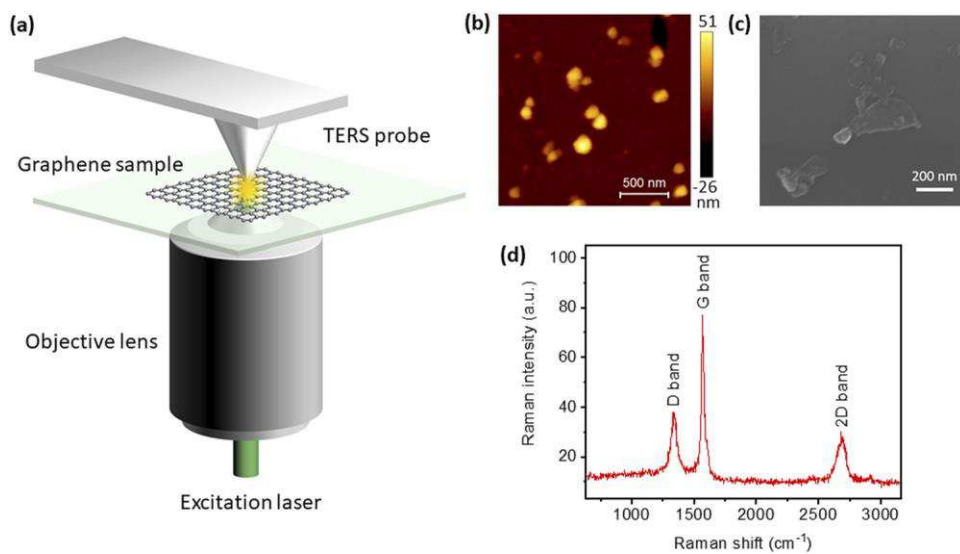 (a)
TERS probe
Graphene sample
Objective lens
Excitation laser
(b)
51
-26
nm
500 nm
(c)
200 nm
(d)
100
80
60
40
20
Raman intensity (a.u.)
D band
G band
2D band
1000 1500 2000 2500 3000
Raman shift (cm⁻¹)